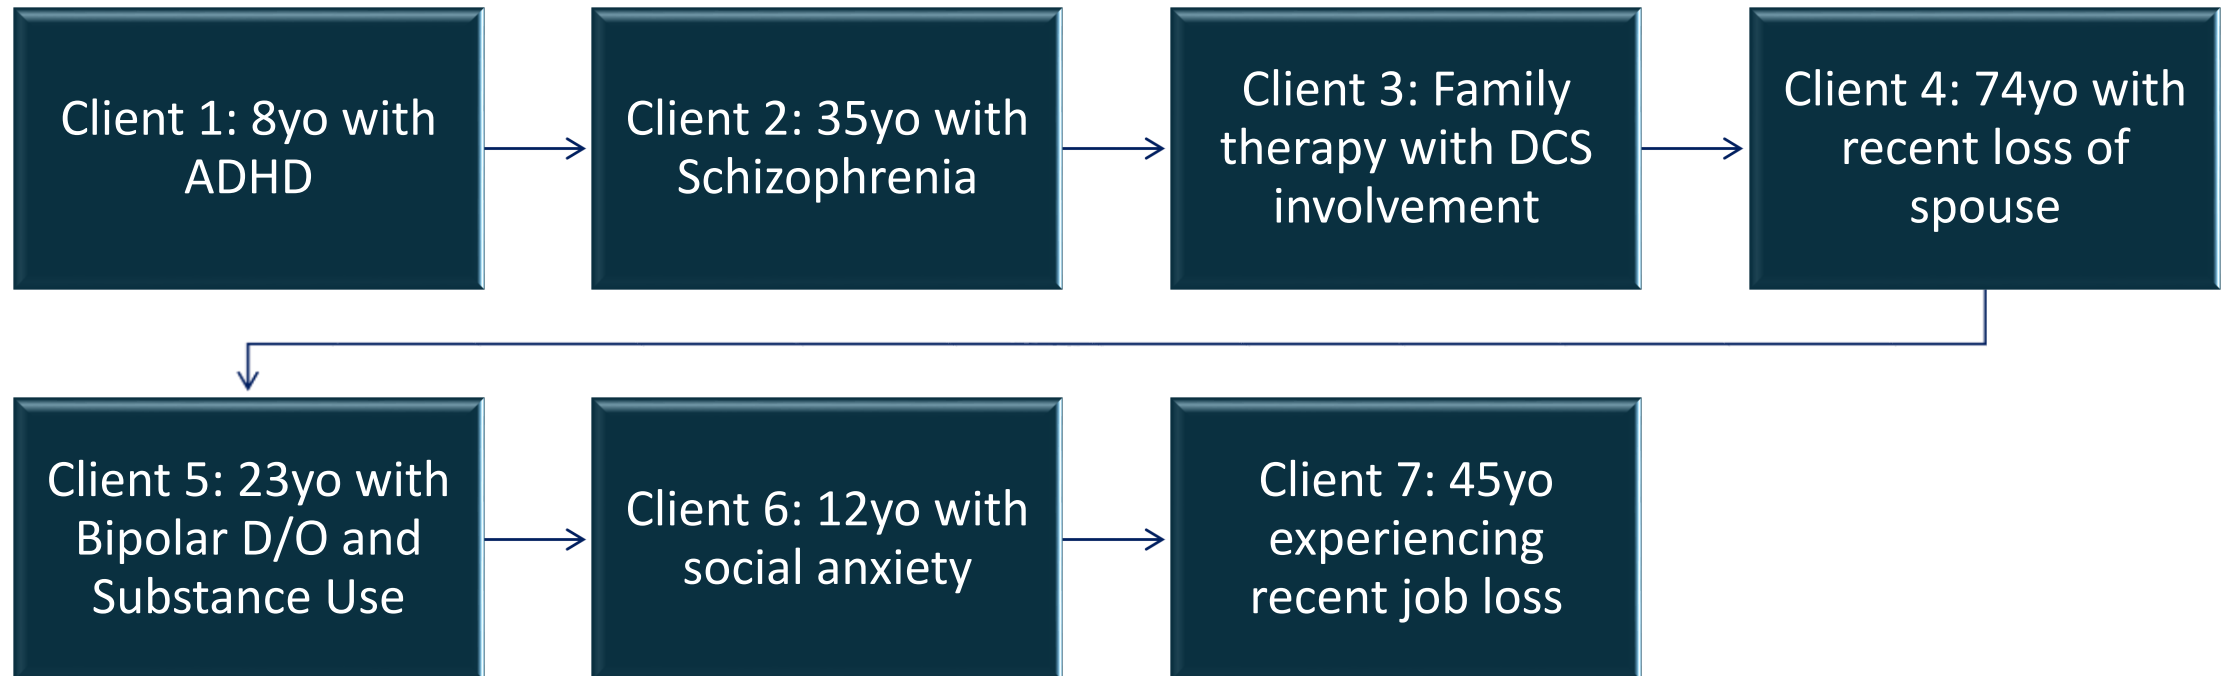 Client 1: 8yo with
ADHD
Client 2: 35yo with
Schizophrenia
Client 3: Family
therapy with DCS
involvement
Client 4: 74yo with
recent loss of
spouse
Client 5: 23yo with
Bipolar D/O and
Substance Use
Client 6: 12yo with
social anxiety
Client 7: 45yo
experiencing
recent job loss